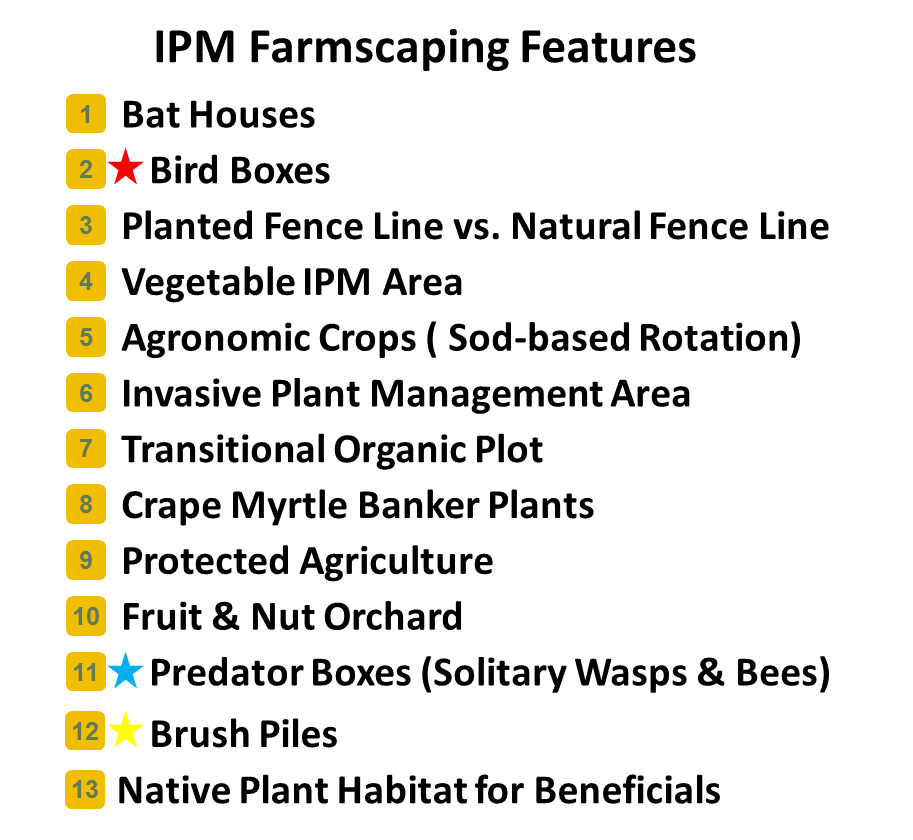 IPM Farmscaping Features
1 Bat Houses
2 Bird Boxes
3 Planted Fence Line vs. Natural Fence Line
4 Vegetable IPM Area
5 Agronomic Crops ( Sod-based Rotation)
6 Invasive Plant Management Area
7 Transitional Organic Plot
8 Crape Myrtle Banker Plants
9 Protected Agriculture
10 Fruit & Nut Orchard
11 Predator Boxes (Solitary Wasps & Bees)
12 Brush Piles
13 Native Plant Habitat for Beneficials